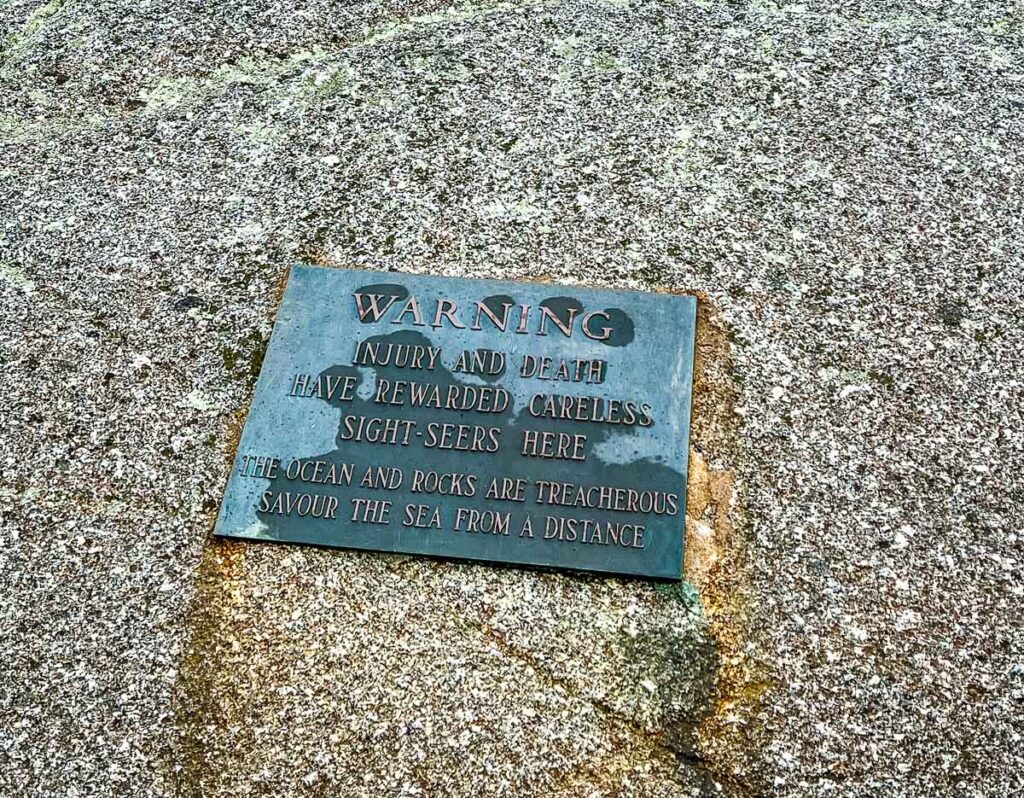 WARNING
INJURY AND DEATH
HAVE REWARDED CARELESS
SIGHT-SEERS HERE
THE OCEAN AND ROCKS ARE TREACHEROUS
SAVOUR THE SEA FROM A DISTANCE